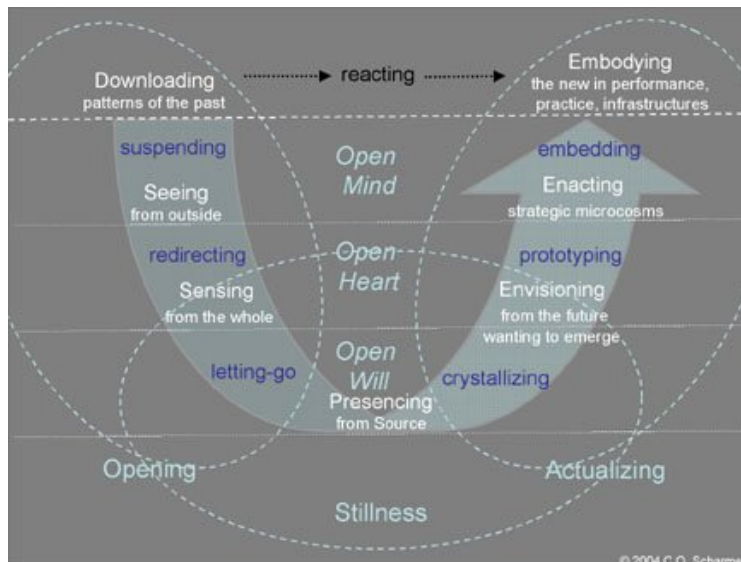 Downloading
patterns of the past
reacting
Embodying
the new in performance,
practice, infrastructures
suspending
Open
Mind
embedding
Seeing
from outside
Enacting
strategic microcosms
redirecting
Open
Heart
prototyping
Sensing
from the whole
Envisioning
from the future
wanting to emerge
letting-go
Open
Will
crystallizing
Presencing
from Source
Opening
Actualizing
Stillness
© 2004 C.O. Scharme